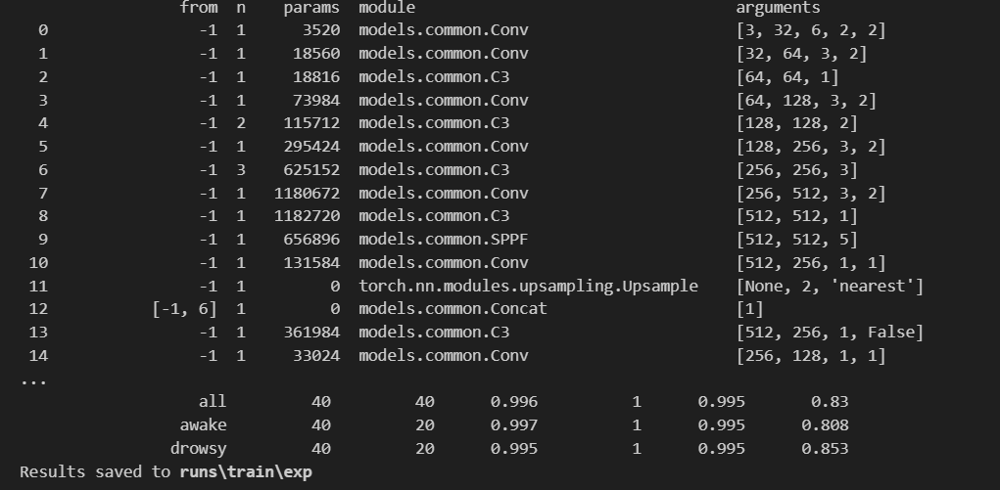 from n params module arguments
0 -1 1 3520 models.common.Conv [3, 32, 6, 2, 2]
1 -1 1 18560 models.common.Conv [32, 64, 3, 2]
2 -1 1 18816 models.common.C3 [64, 64, 1]
3 -1 1 73984 models.common.Conv [64, 128, 3, 2]
4 -1 2 115712 models.common.C3 [128, 128, 2]
5 -1 1 295424 models.common.Conv [128, 256, 3, 2]
6 -1 3 625152 models.common.C3 [256, 256, 3]
7 -1 1 1180672 models.common.Conv [256, 512, 3, 2]
8 -1 1 1182720 models.common.C3 [512, 512, 1]
9 -1 1 656896 models.common.SPPF [512, 512, 5]
10 -1 1 131584 models.common.Conv [512, 256, 1, 1]
11 -1 1 0 torch.nn.modules.upsampling.Upsample [None, 2, 'nearest']
12 [-1, 6] 1 0 models.common.Concat [1]
13 -1 1 361984 models.common.C3 [512, 256, 1, False]
14 -1 1 33024 models.common.Conv [256, 128, 1, 1]
...
all 40 40 0.996 1 0.995 0.83
awake 40 20 0.997 1 0.995 0.808
drowsy 40 20 0.995 1 0.995 0.853
Results saved to runs\train\exp